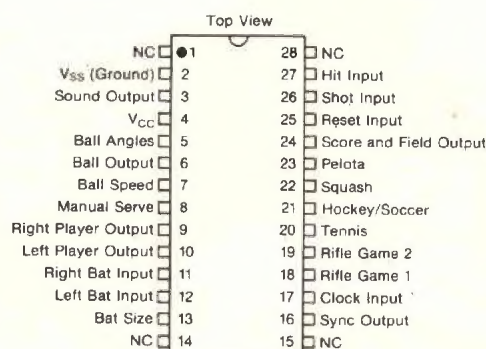 Top View
NC 1 28 NC
V_SS (Ground) 2 27 Hit Input
Sound Output 3 26 Shot Input
V_CC 4 25 Reset Input
Ball Angles 5 24 Score and Field Output
Ball Output 6 23 Pelota
Ball Speed 7 22 Squash
Manual Serve 8 21 Hockey/Soccer
Right Player Output 9 20 Tennis
Left Player Output 10 19 Rifle Game 2
Right Bat Input 11 18 Rifle Game 1
Left Bat Input 12 17 Clock Input
Bat Size 13 16 Sync Output
NC 14 15 NC